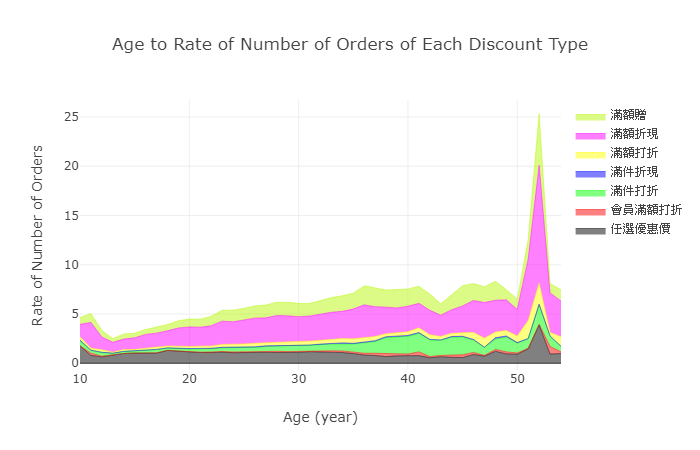 Age to Rate of Number of Orders of Each Discount Type
Rate of Number of Orders
25
20
15
10
5
0
10
20
30
40
50
Age (year)
滿額贈
滿額折現
滿額打折
滿件折現
滿件打折
會員滿額打折
任選優惠價